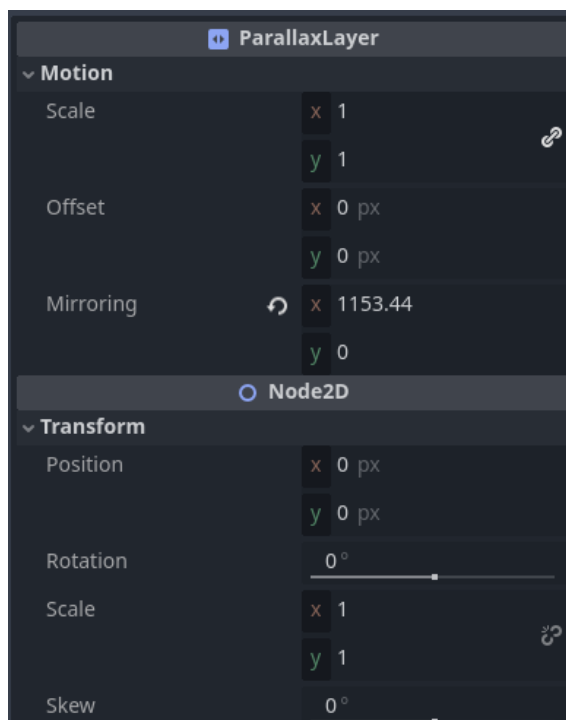 ParallaxLayer
Motion
Scale x 1
y 1
Offset x 0 px
y 0 px
Mirroring x 1153.44
y 0
Node2D
Transform
Position x 0 px
y 0 px
Rotation 0°
Scale x 1
y 1
Skew 0°